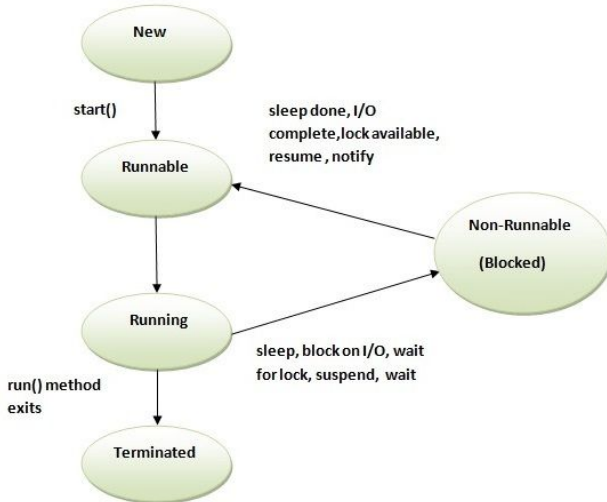 New
start()
sleep done, I/O
complete,lock available,
resume , notify
Runnable
Non-Runnable
(Blocked)
Running
sleep, block on I/O, wait
for lock, suspend, wait
run() method
exits
Terminated